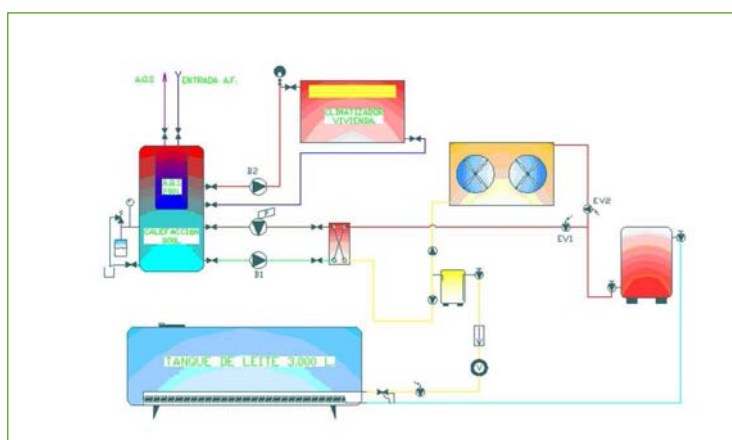 A.Q.S
ENTRADA A.F.
CLIMATIZADOR
VIVIENDA
B2
A.Q.S
CALEFACCION
EV2
EV1
B1
TANQUE DE LEITE 3.000 L.
V